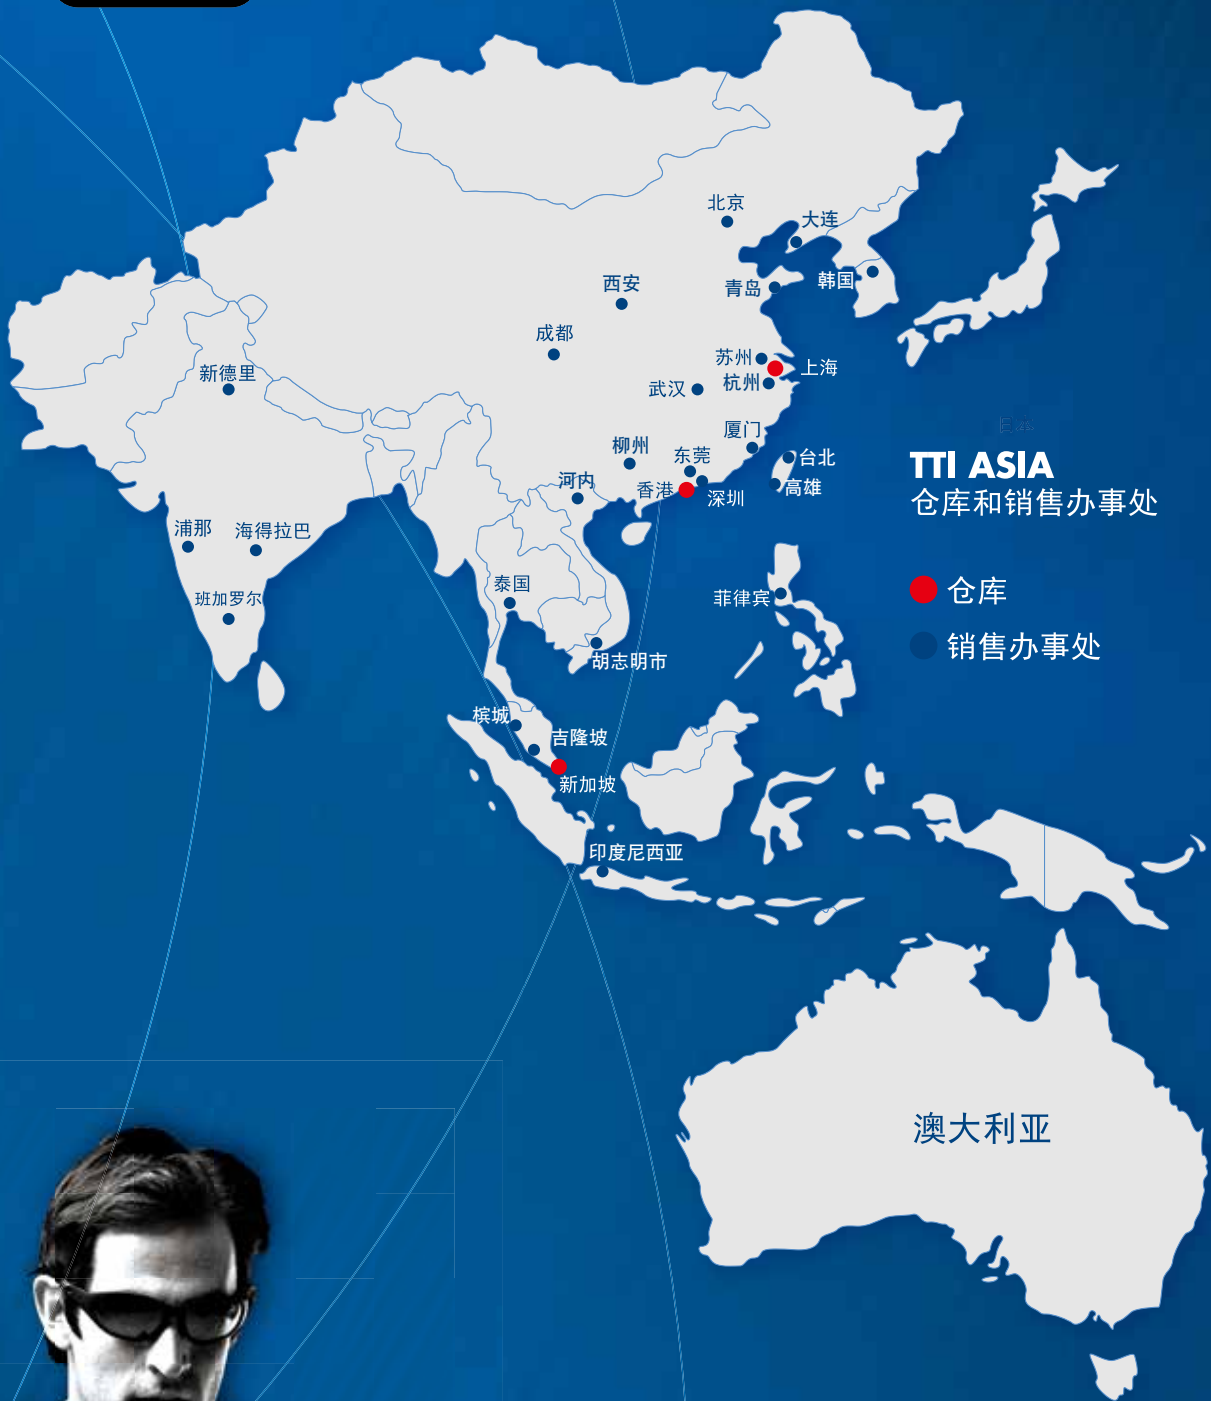 北京
大连
韩国
西安
青岛
成都
苏州
上海
新德里
武汉
杭州
厦门
柳州
东莞
台北
TTI ASIA
河内
香港
深圳
高雄
仓库和销售办事处
浦那
海得拉巴
泰国
仓库
班加罗尔
菲律宾
销售办事处
胡志明市
槟城
吉隆坡
新加坡
印度尼西亚
澳大利亚